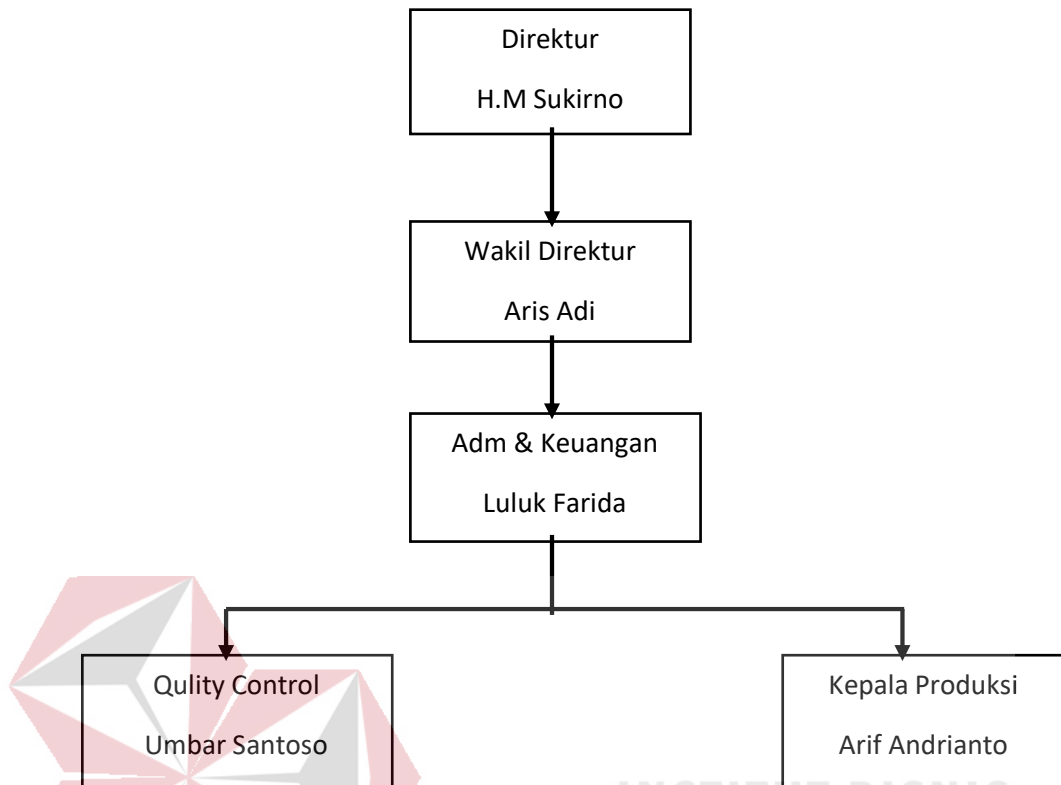 Direktur
H.M Sukirno
Wakil Direktur
Aris Adi
Adm & Keuangan
Luluk Farida
Qulity Control
Kepala Produksi
Umbar Santoso
Arif Andrianto